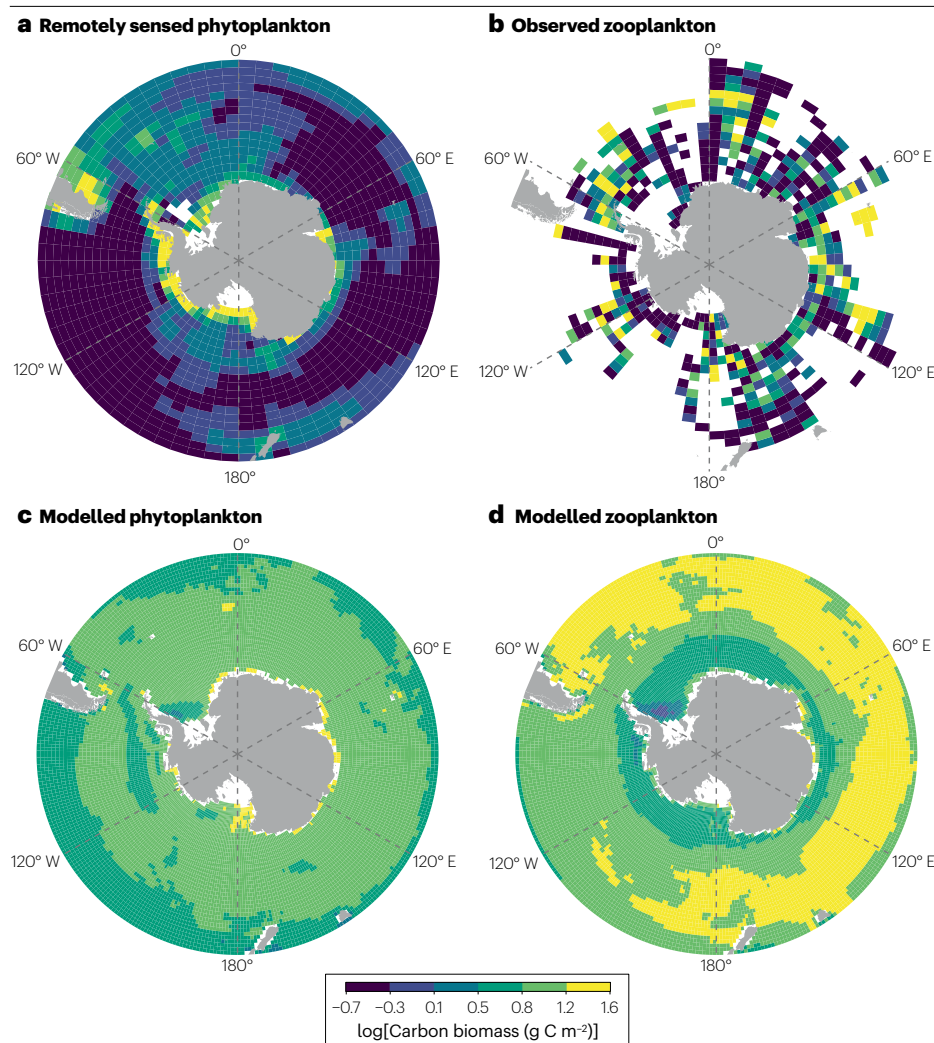 a Remotely sensed phytoplankton
b Observed zooplankton
0°
0°
60° W
60° E
60° W
60° E
120° W
120° E
120° W
120° E
180°
180°
c Modelled phytoplankton
d Modelled zooplankton
0°
0°
60° W
60° E
60° W
60° E
120° W
120° E
120° W
120° E
180°
180°
−0.7 −0.3 0.1 0.5 0.8 1.2 1.6
log[Carbon biomass (g C m⁻²)]